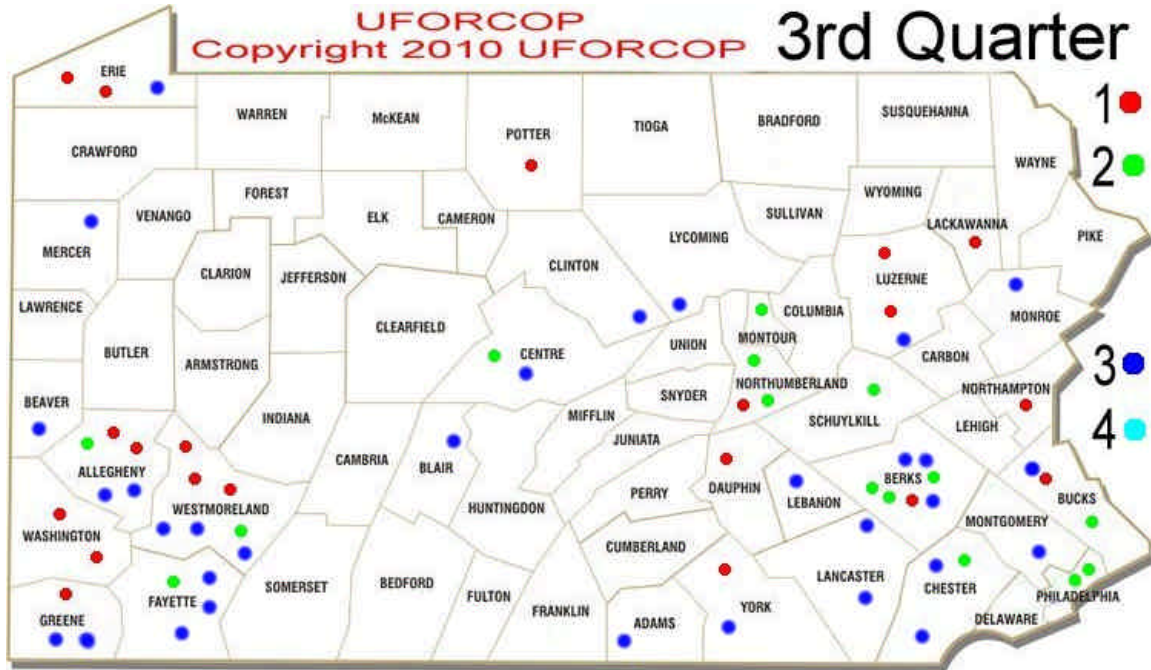 UFORCOP
Copyright 2010 UFORCOP
3rd Quarter
ERIE
1
WARREN
McKEAN
POTTER
TIOGA
BRADFORD
SUSQUEHANNA
2
CRAWFORD
WAYNE
FOREST
WYOMING
VENANGO
ELK
CAMERON
SULLIVAN
LACKAWANNA
MERCER
LYCOMING
PIKE
CLARION
JEFFERSON
CLINTON
LUZERNE
LAWRENCE
CLEARFIELD
COLUMBIA
MONROE
BUTLER
ARMSTRONG
CENTRE
UNION
MONTOUR
CARBON
3
BEAVER
INDIANA
SNYDER
NORTHUMBERLAND
NORTHAMPTON
MIFFLIN
SCHUYLKILL
LEHIGH
4
ALLEGHENY
CAMBRIA
BLAIR
JUNIATA
BERKS
WESTMORELAND
HUNTINGDON
PERRY
DAUPHIN
LEBANON
BUCKS
WASHINGTON
CUMBERLAND
MONTGOMERY
SOMERSET
BEDFORD
LANCASTER
CHESTER
FAYETTE
FULTON
FRANKLIN
YORK
PHILADELPHIA
GREENE
ADAMS
DELAWARE